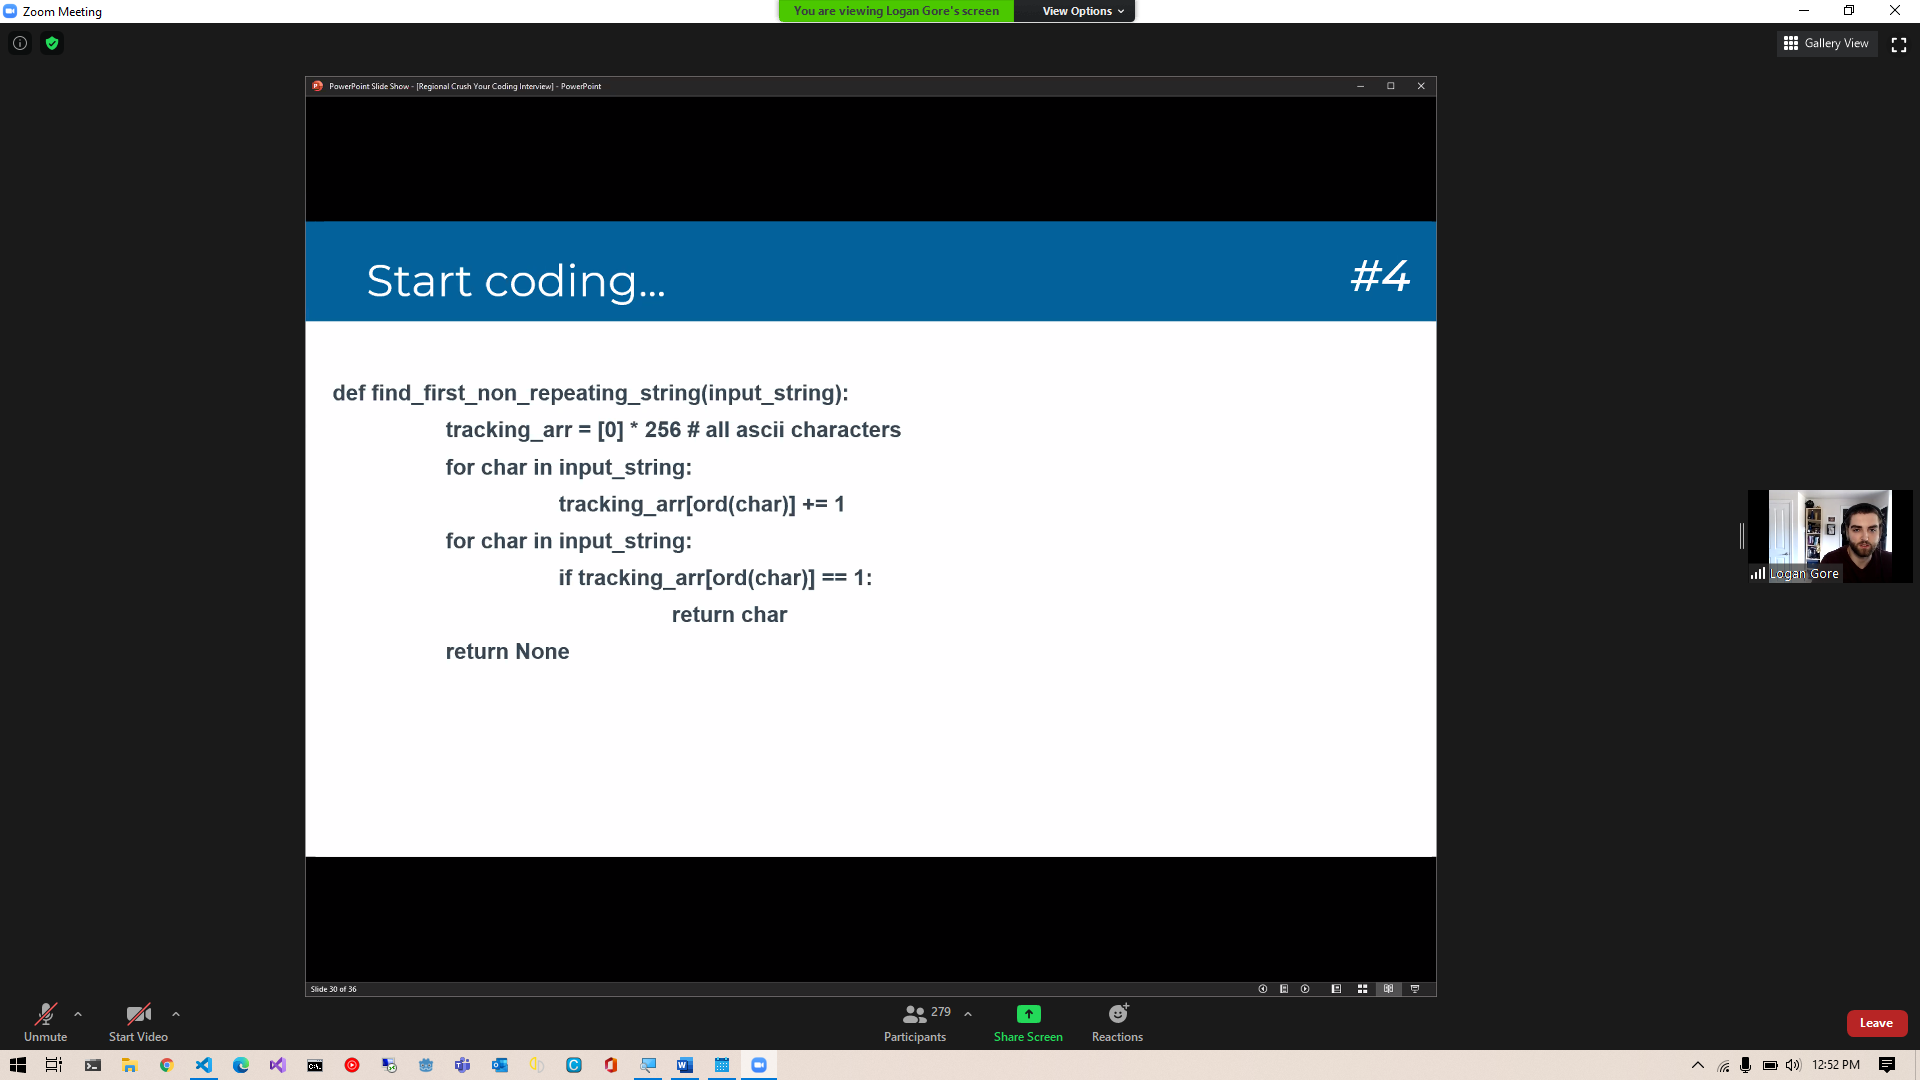 Zoom Meeting
You are viewing Logan Gore's screen
View Options
Gallery View
PowerPoint Slide Show - [Regional Crush Your Coding Interview] - PowerPoint
Start coding...
#4
def find_first_non_repeating_string(input_string):
tracking_arr = [0] * 256 # all ascii characters
for char in input_string:
tracking_arr[ord(char)] += 1
for char in input_string:
if tracking_arr[ord(char)] == 1:
return char
return None
Logan Gore
Slide 30 of 36
Unmute
Start Video
279
Participants
Share Screen
Reactions
Leave
12:52 PM